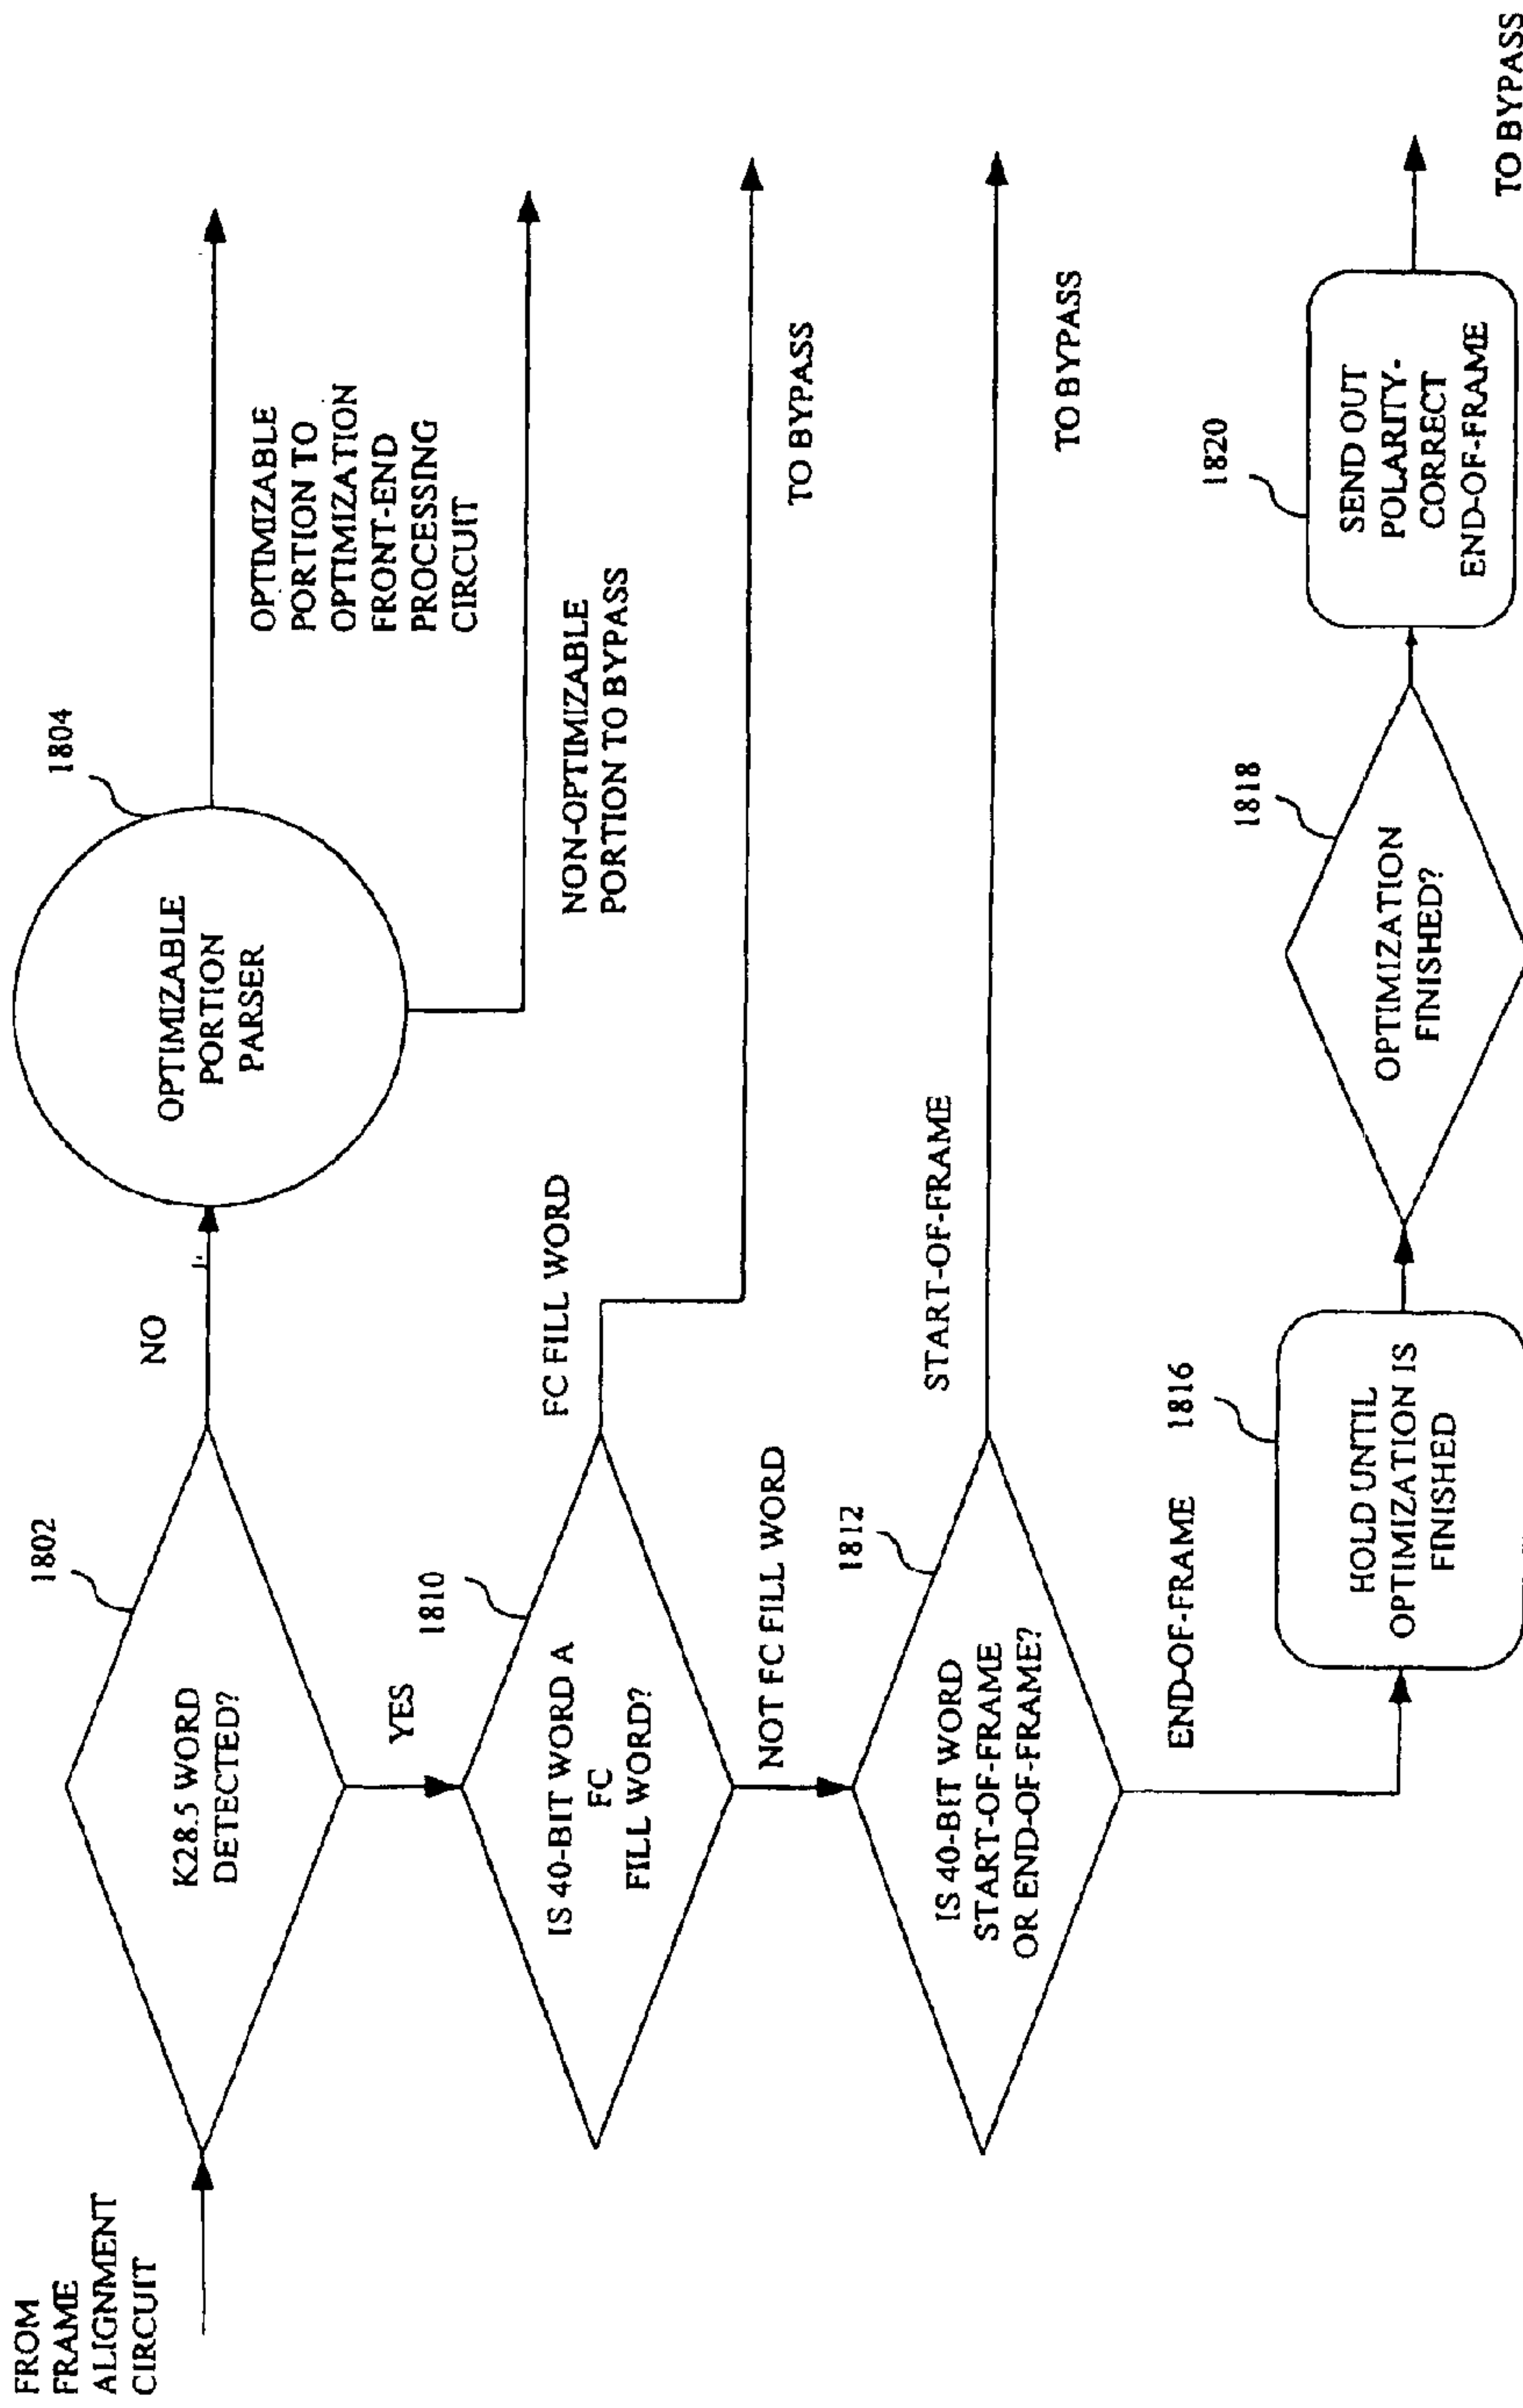 FROM
FRAME
ALIGNMENT
CIRCUIT
1802
K28.5 WORD
DETECTED?
NO
1804
OPTIMIZABLE
PORTION
PARSER
OPTIMIZABLE
PORTION TO
OPTIMIZATION
FRONT-END
PROCESSING
CIRCUIT
NON-OPTIMIZABLE
PORTION TO BYPASS
YES
1810
IS 40-BIT WORD A
FC
FILL WORD?
FC FILL WORD
TO BYPASS
NOT FC FILL WORD
1812
IS 40-BIT WORD
START-OF-FRAME
OR END-OF-FRAME?
START-OF-FRAME
TO BYPASS
END-OF-FRAME
1816
HOLD UNTIL
OPTIMIZATION IS
FINISHED
1818
OPTIMIZATION
FINISHED?
1820
SEND OUT
POLARITY-
CORRECT
END-OF-FRAME
TO BYPASS